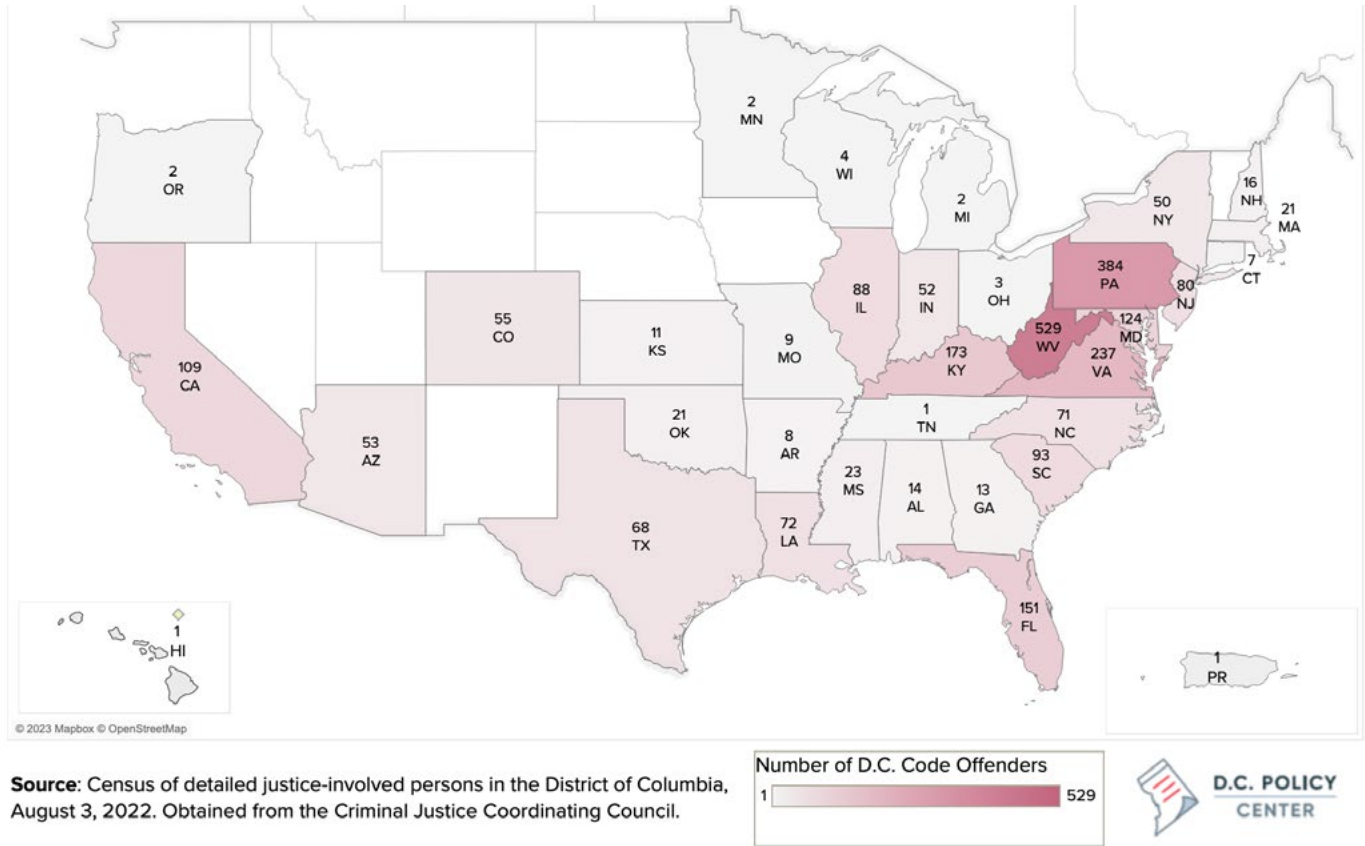 2
MN
4
WI
2
MI
2
OR
16
NH
50
NY
21
MA
7
CT
384
PA
80
NJ
3
OH
88
IL
52
IN
529
WV
124
MD
237
VA
173
KY
55
CO
11
KS
9
MO
109
CA
1
TN
71
NC
53
AZ
21
OK
8
AR
93
SC
23
MS
14
AL
13
GA
68
TX
72
LA
151
FL
1
HI
1
PR
© 2023 Mapbox © OpenStreetMap
Source: Census of detailed justice-involved persons in the District of Columbia,
August 3, 2022. Obtained from the Criminal Justice Coordinating Council.
Number of D.C. Code Offenders
1 529
D.C. POLICY
CENTER